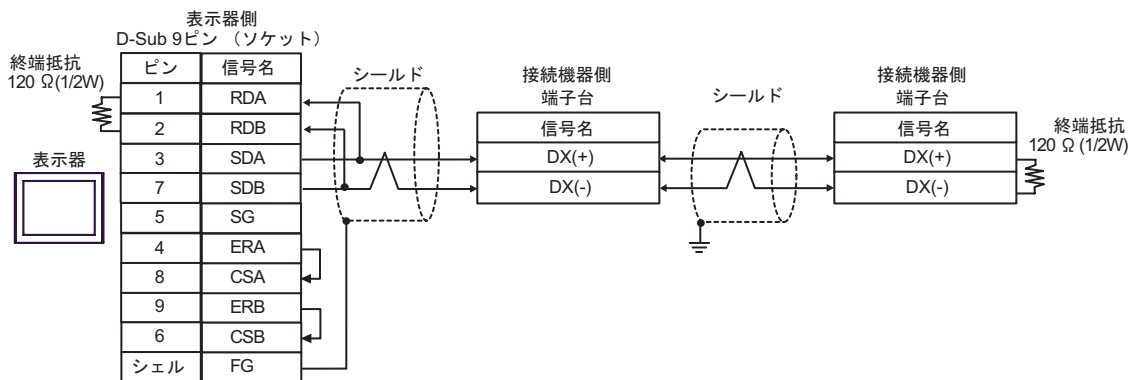 表示器側
D-Sub 9ピン （ソケット）
終端抵抗
120 Ω(1/2W)
ピン 信号名
1 RDA
2 RDB
3 SDA
7 SDB
5 SG
4 ERA
8 CSA
9 ERB
6 CSB
シェル FG
表示器
シールド
接続機器側
端子台
信号名
DX(+)
DX(-)
シールド
接続機器側
端子台
信号名
DX(+)
DX(-)
終端抵抗
120 Ω (1/2W)